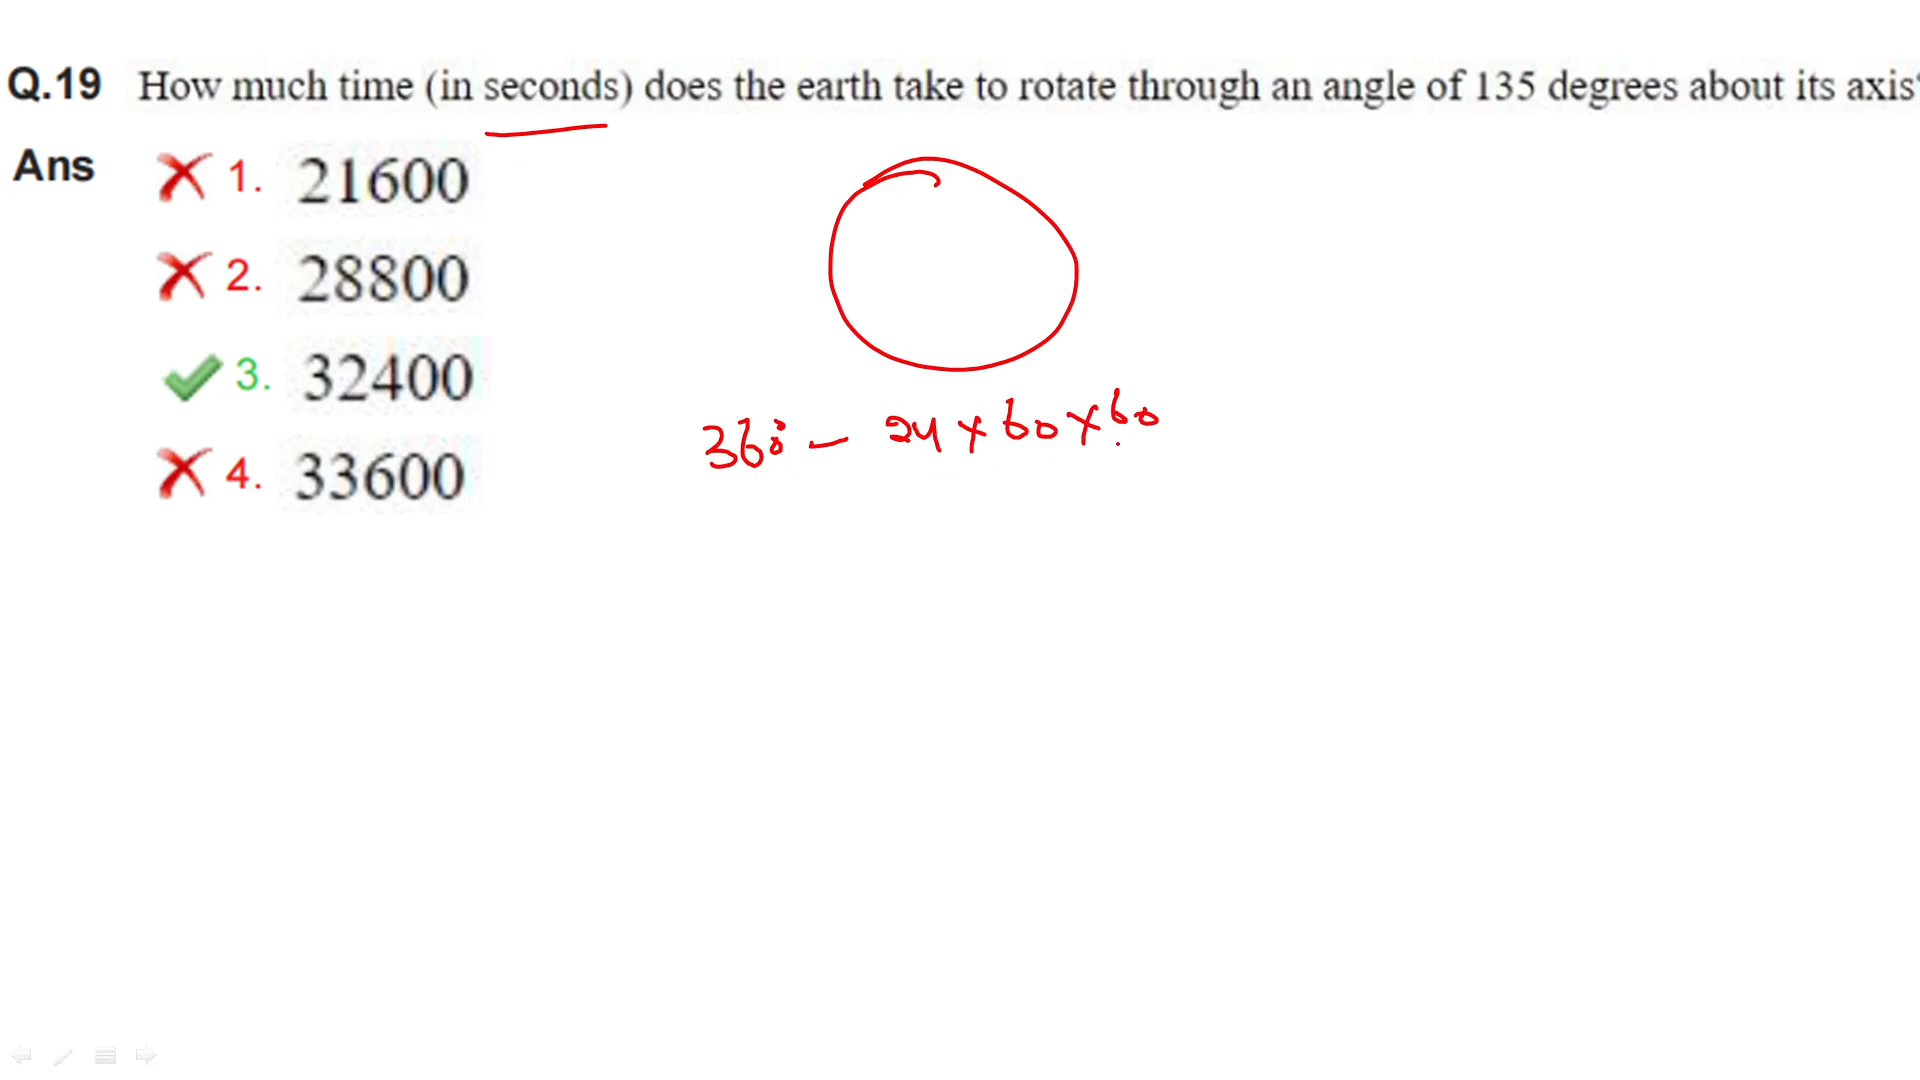 Q.19 How much time (in seconds) does the earth take to rotate through an angle of 135 degrees about its axis?
Ans 1. 21600
2. 28800
3. 32400
4. 33600
360° – 24 × 60 × 60